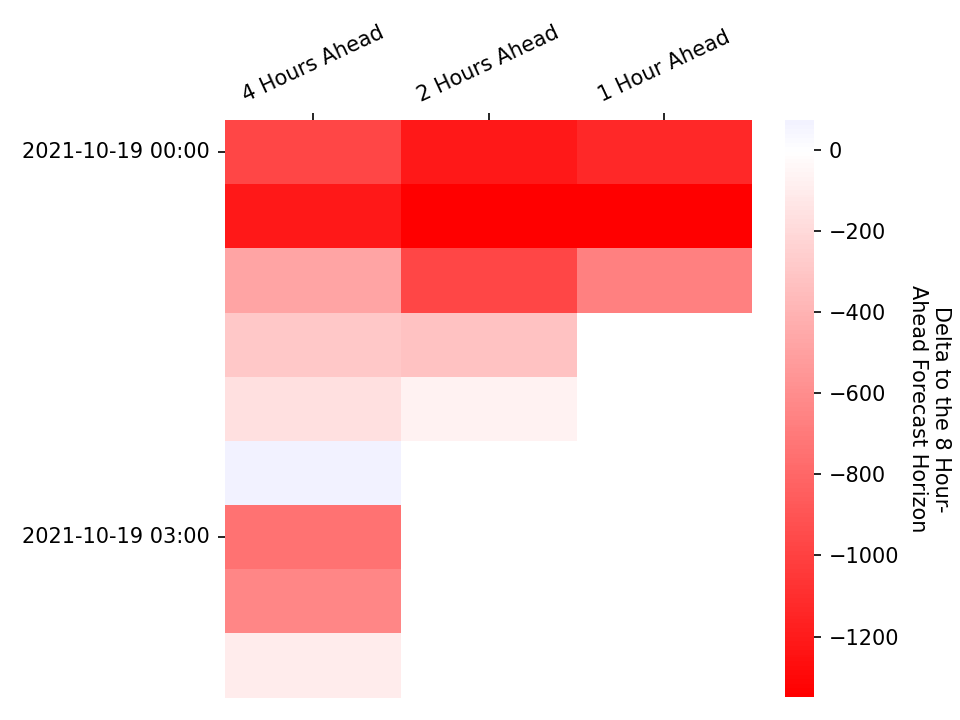 4 Hours Ahead
2 Hours Ahead
1 Hour Ahead
2021-10-19 00:00
2021-10-19 03:00
0
−200
−400
−600
−800
−1000
−1200
Delta to the 8 Hour-
Ahead Forecast Horizon